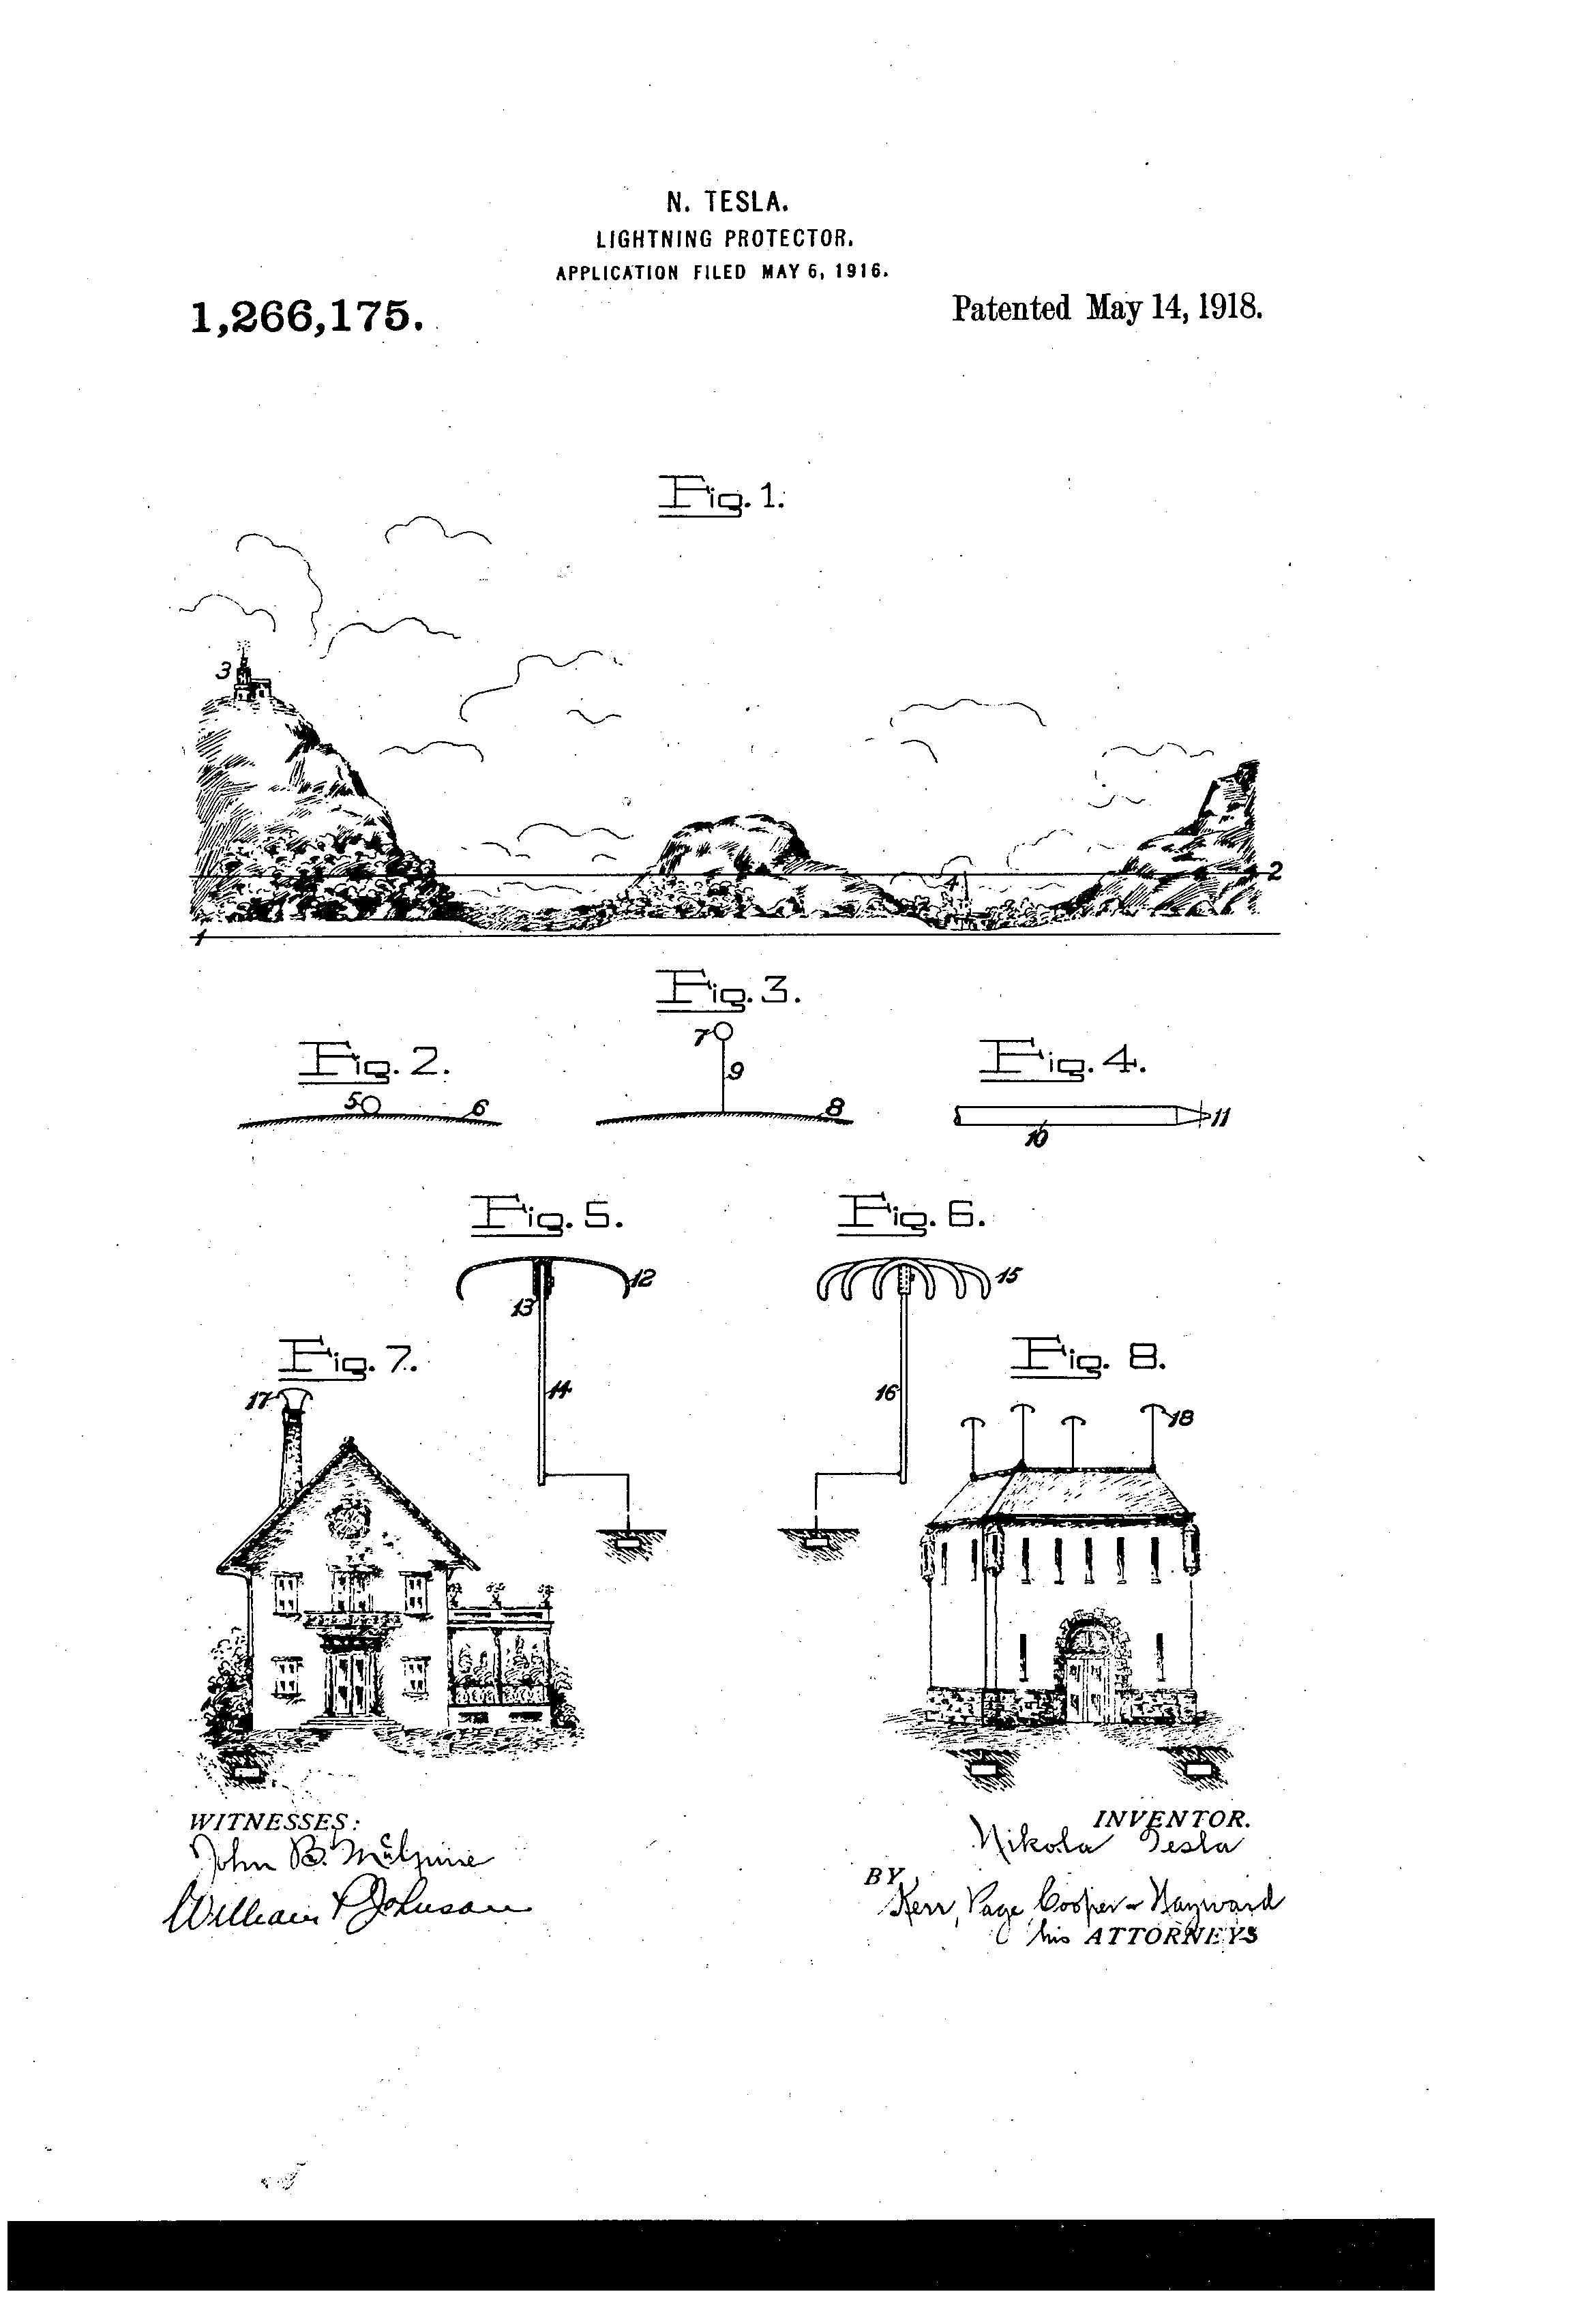 N. TESLA.
LIGHTNING PROTECTOR.
APPLICATION FILED MAY 6, 1916.
1,266,175.
Patented May 14, 1918.
Fig. 1.
3
4
2
1
Fig. 3.
7
9
8
Fig. 2.
5
6
Fig. 4.
10
11
Fig. 5.
12
13
14
Fig. 6.
15
16
Fig. 7.
17
Fig. 8.
18
WITNESSES:
John B. McGuire
William P Johnson
INVENTOR.
Nikola Tesla
BY
Kerr, Page, Cooper & Hayward
his ATTORNEYS